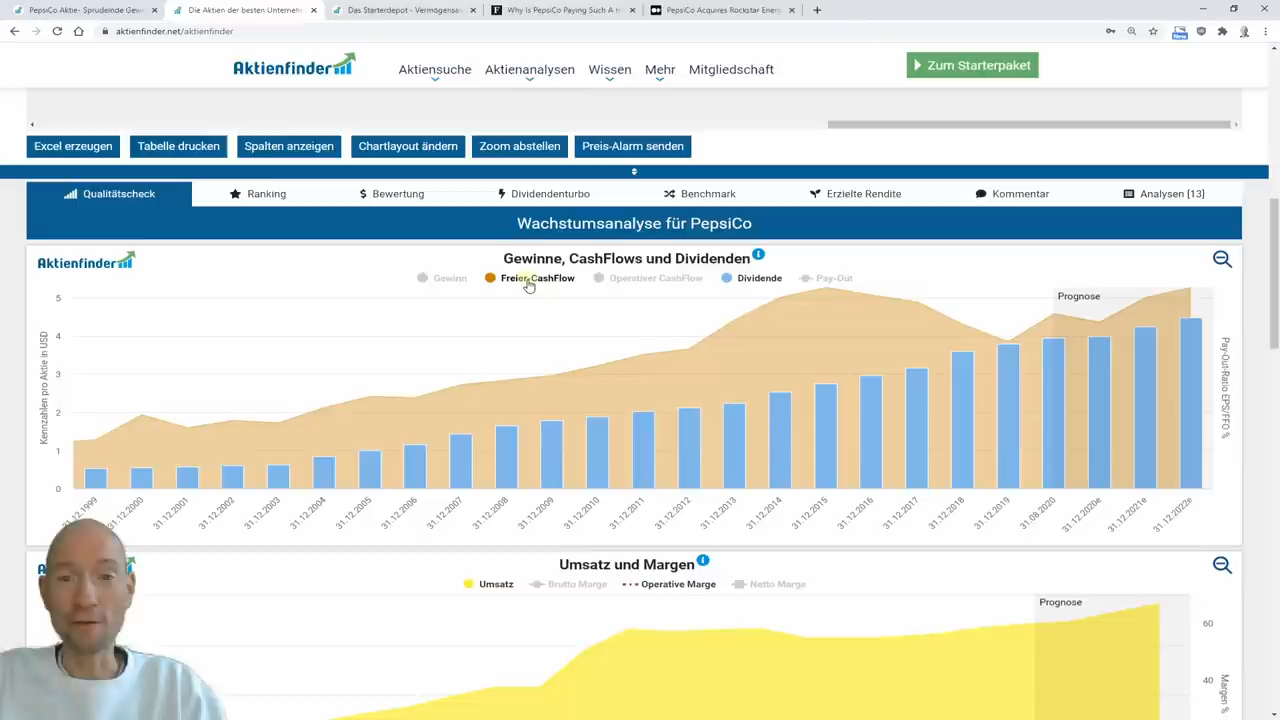 PepsiCo Aktie- Sprudelnde Gew
Die Aktien der besten Unterneh
Das Starterdepot - Vermögensa
Why Is PepsiCo Paying Such A H
PepsiCo Acquires Rockstar Energ
aktienfinder.net/aktienfinder
New
Aktienfinder
Aktiensuche
Aktienanalysen
Wissen
Mehr
Mitgliedschaft
Zum Starterpaket
Excel erzeugen
Tabelle drucken
Spalten anzeigen
Chartlayout ändern
Zoom abstellen
Preis-Alarm senden
Qualitätscheck
Ranking
Bewertung
Dividendenturbo
Benchmark
Erzielte Rendite
Kommentar
Analysen [13]
Wachstumsanalyse für PepsiCo
Aktienfinder
Gewinne, CashFlows und Dividenden
Gewinn
Freier CashFlow
Operativer CashFlow
Dividende
Pay-Out
Prognose
5
4
3
2
1
0
Kennzahlen pro Aktie in USD
Pay-Out-Ratio EPS/FFO %
31.12.1999
31.12.2000
31.12.2001
31.12.2002
31.12.2003
31.12.2004
31.12.2005
31.12.2006
31.12.2007
31.12.2008
31.12.2009
31.12.2010
31.12.2011
31.12.2012
31.12.2013
31.12.2014
31.12.2015
31.12.2016
31.12.2017
31.12.2018
31.12.2019
31.08.2020
31.12.2020e
31.12.2021e
31.12.2022e
Umsatz und Margen
Umsatz
Brutto Marge
Operative Marge
Netto Marge
Prognose
60
40
Margen %